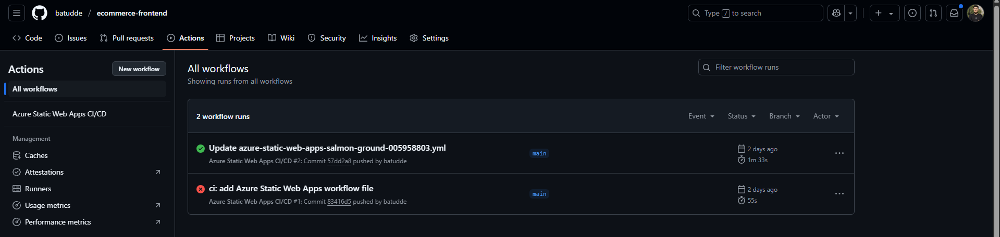 batudde / ecommerce-frontend
Type / to search
Code
Issues
Pull requests
Actions
Projects
Wiki
Security
Insights
Settings
Actions
New workflow
All workflows
Azure Static Web Apps CI/CD
Management
Caches
Attestations
Runners
Usage metrics
Performance metrics
All workflows
Showing runs from all workflows
Filter workflow runs
2 workflow runs
Event
Status
Branch
Actor
Update azure-static-web-apps-salmon-ground-005958803.yml
Azure Static Web Apps CI/CD #2: Commit 57dd2a8 pushed by batudde
main
2 days ago
1m 33s
ci: add Azure Static Web Apps workflow file
Azure Static Web Apps CI/CD #1: Commit 83416d5 pushed by batudde
main
2 days ago
55s